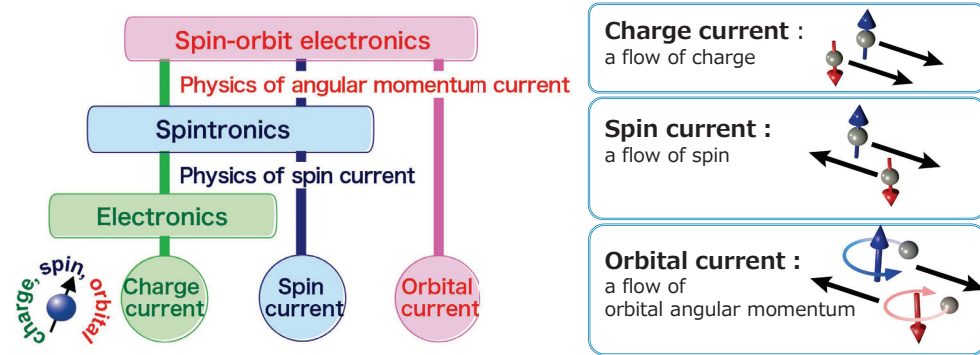 Spin-orbit electronics
Physics of angular momentum current
Spintronics
Physics of spin current
Electronics
charge, spin, orbital
Charge
current
Spin
current
Orbital
current
Charge current :
a flow of charge
Spin current :
a flow of spin
Orbital current :
a flow of
orbital angular momentum